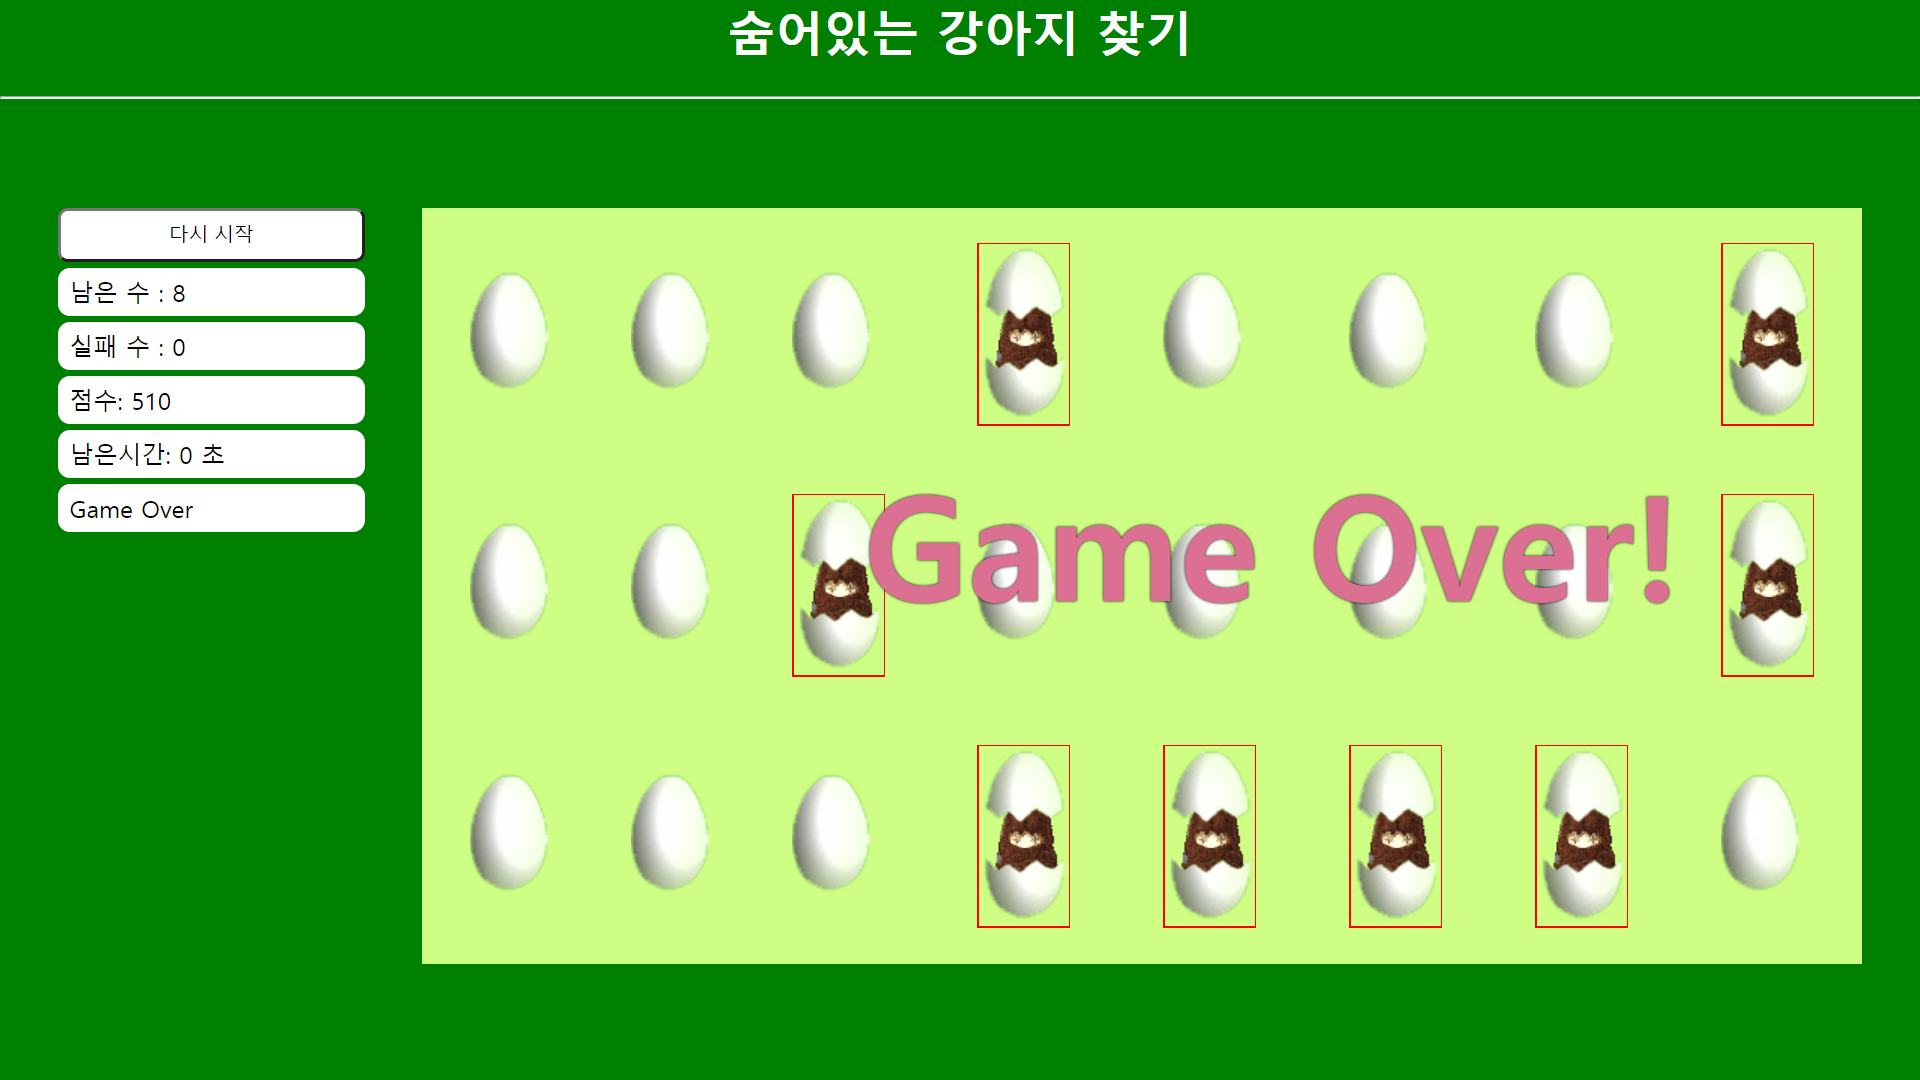 숨어있는 강아지 찾기
다시 시작
남은 수 : 8
실패 수 : 0
점수: 510
남은시간: 0 초
Game Over
Game Over!